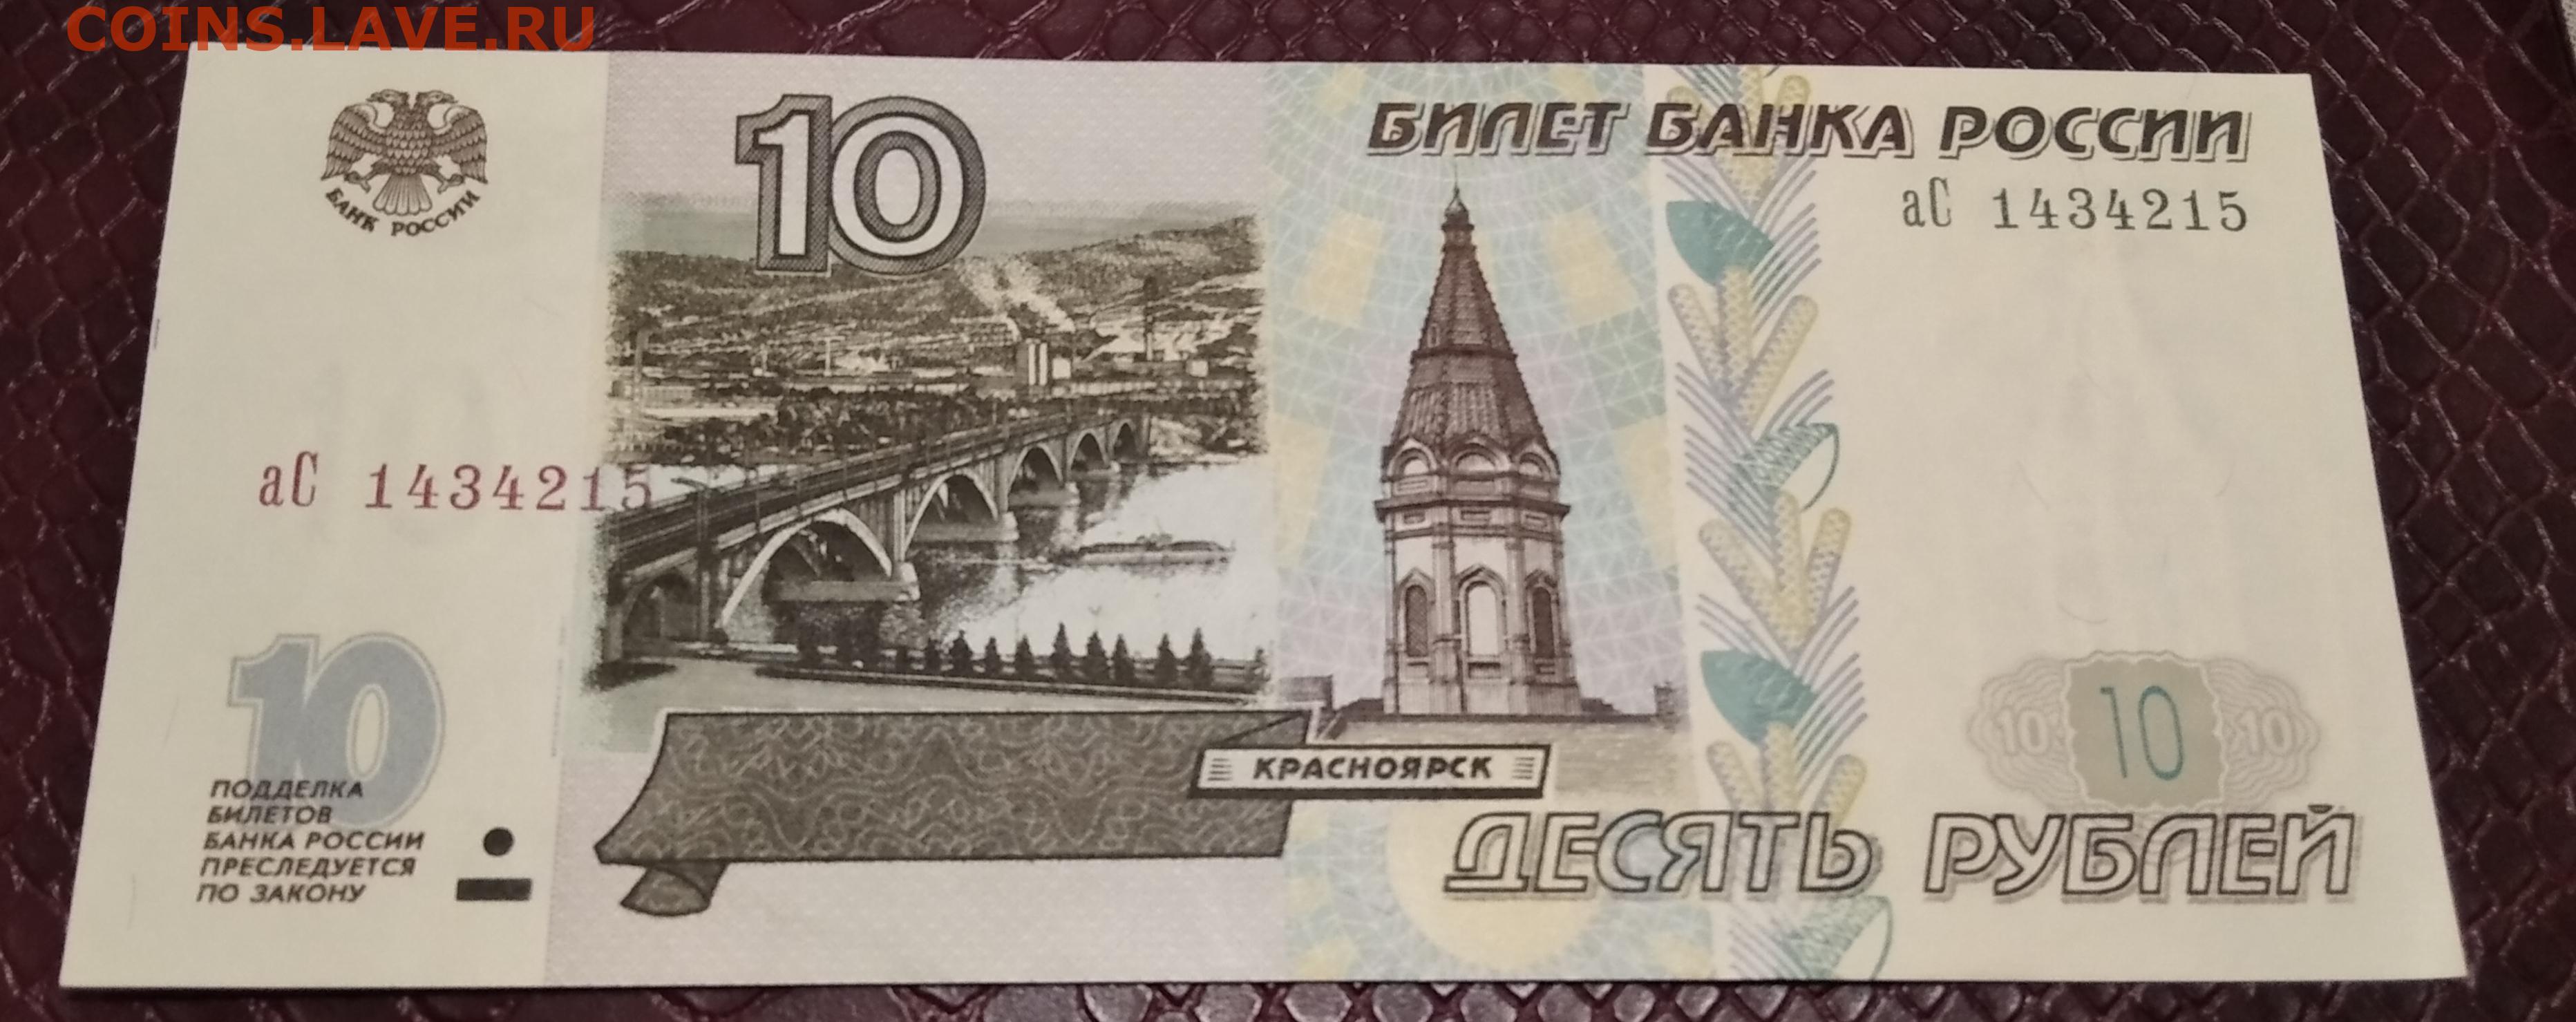 COINS.LAVE.RU
БАНК РОССИИ
10
БИЛЕТ БАНКА РОССИИ
аС 1434215
аС 1434215
10
ПОДДЕЛКА
БИЛЕТОВ
БАНКА РОССИИ
ПРЕСЛЕДУЕТСЯ
ПО ЗАКОНУ
КРАСНОЯРСК
10 10 10
ДЕСЯТЬ РУБЛЕЙ